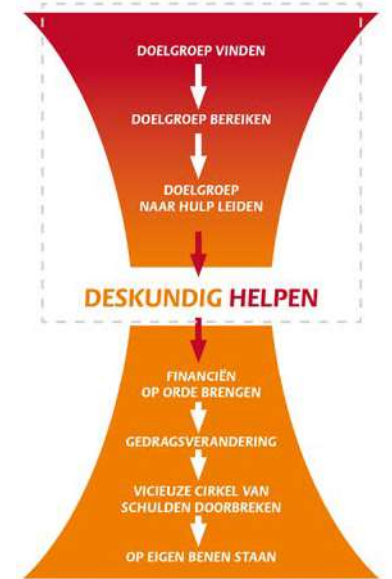 DOELGROEP VINDEN
DOELGROEP BEREIKEN
DOELGROEP
NAAR HULP LEIDEN
DESKUNDIG HELPEN
FINANCIËN
OP ORDE BRENGEN
GEDRAGSVERANDERING
VICIEUZE CIRKEL VAN
SCHULDEN DOORBREKEN
OP EIGEN BENEN STAAN